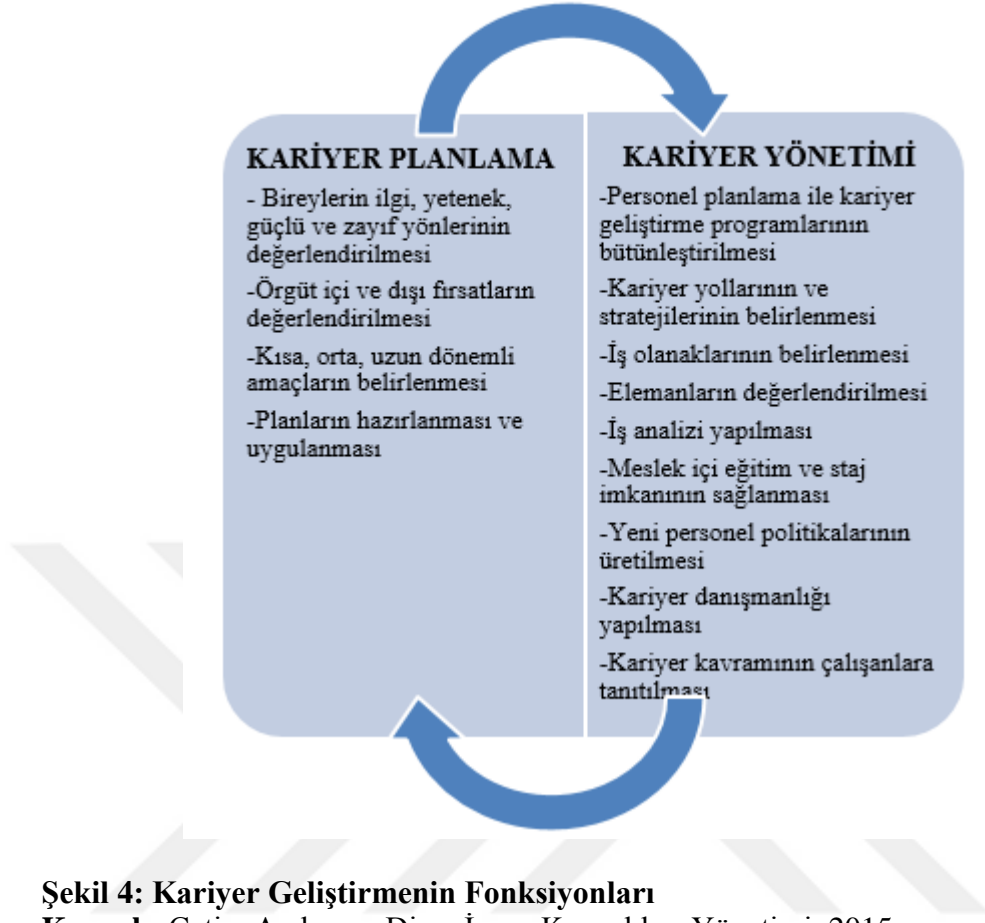 KARİYER PLANLAMA
- Bireylerin ilgi, yetenek,
güçlü ve zayıf yönlerinin
değerlendirilmesi
-Örgüt içi ve dışı fırsatların
değerlendirilmesi
-Kısa, orta, uzun dönemli
amaçların belirlenmesi
-Planların hazırlanması ve
uygulanması
KARİYER YÖNETİMİ
-Personel planlama ile kariyer
geliştirme programlarının
bütünleştirilmesi
-Kariyer yollarının ve
stratejilerinin belirlenmesi
-İş olanaklarının belirlenmesi
-Elemanların değerlendirilmesi
-İş analizi yapılması
-Meslek içi eğitim ve staj
imkanının sağlanması
-Yeni personel politikalarının
üretilmesi
-Kariyer danışmanlığı
yapılması
-Kariyer kavramının çalışanlara
tanıtılması
Şekil 4: Kariyer Geliştirmenin Fonksiyonları